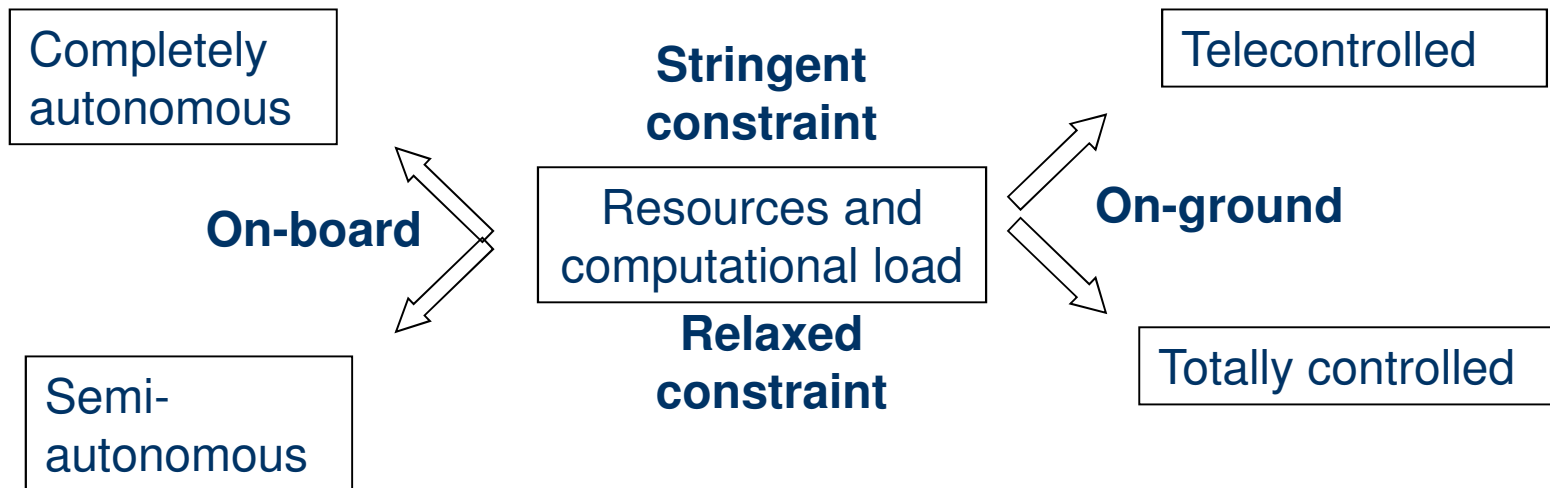 Completely
autonomous
Stringent
constraint
Telecontrolled
On-board
Resources and
computational load
On-ground
Relaxed
constraint
Totally controlled
Semi-
autonomous